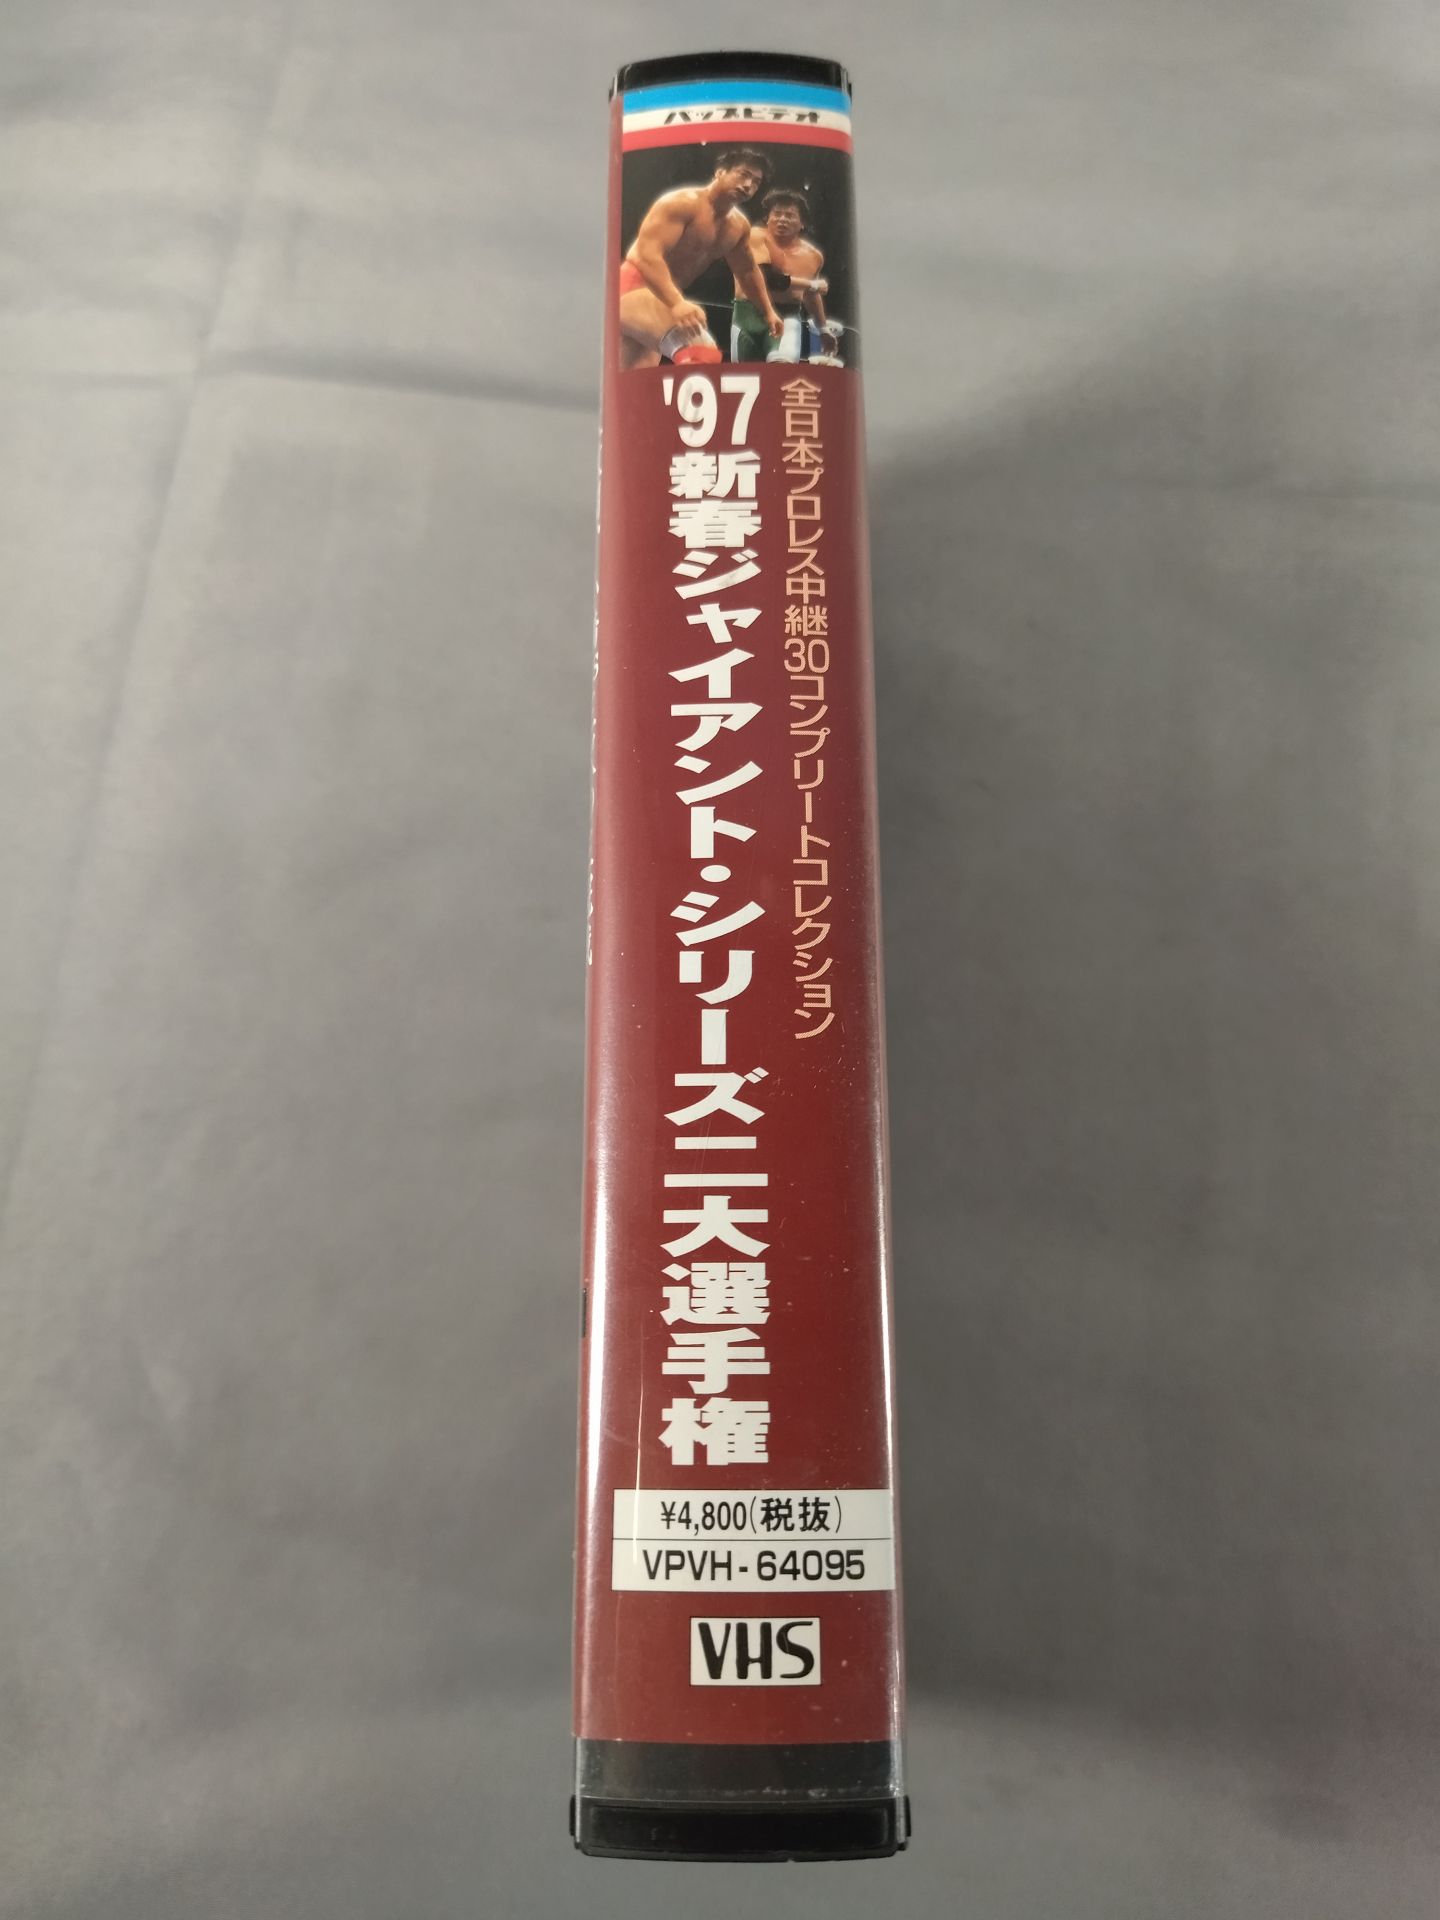 バップビデオ
全日本プロレス中継30コンプリートコレクション
'97新春ジャイアント・シリーズ二大選手権
¥4,800(税抜)
VPVH-64095
VHS